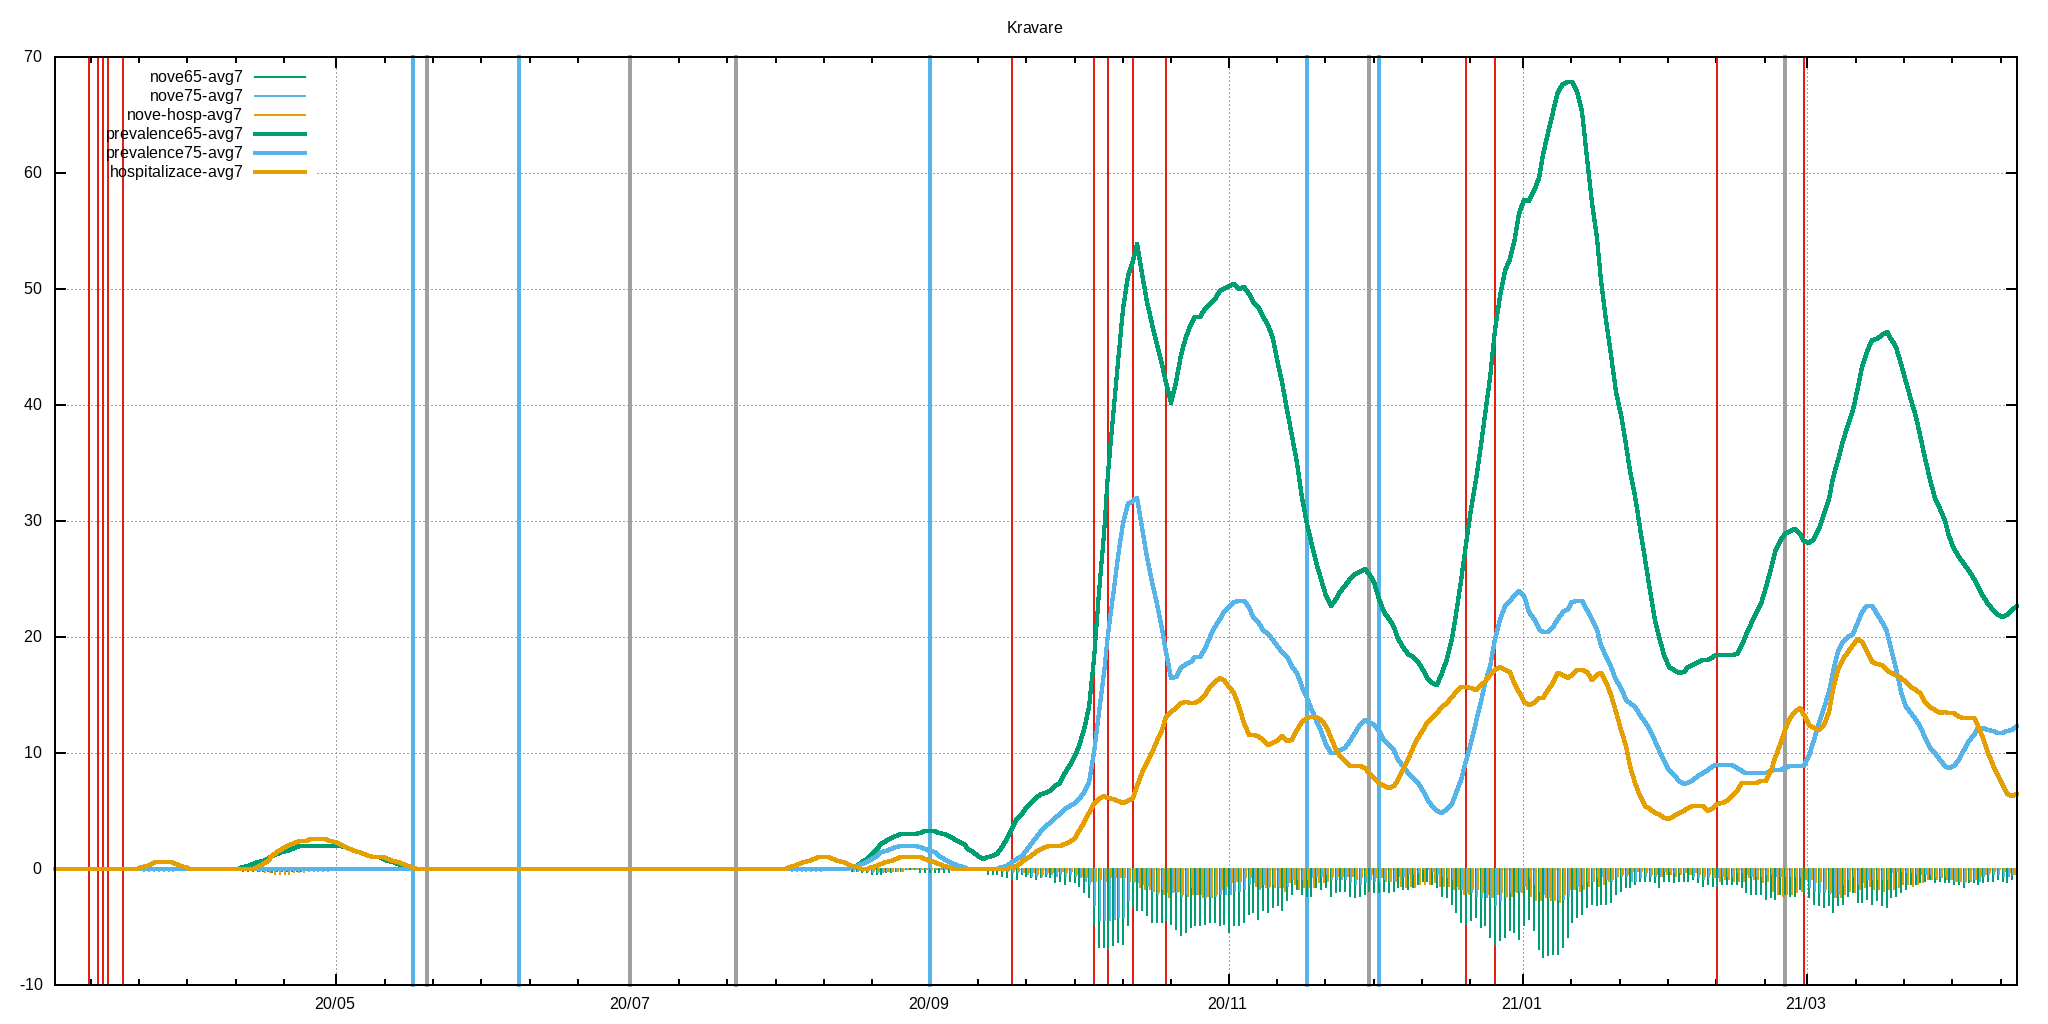 Kravare
70
60
50
40
30
20
10
0
-10
nove65-avg7
nove75-avg7
nove-hosp-avg7
prevalence65-avg7
prevalence75-avg7
hospitalizace-avg7
20/05 20/07 20/09 20/11 21/01 21/03